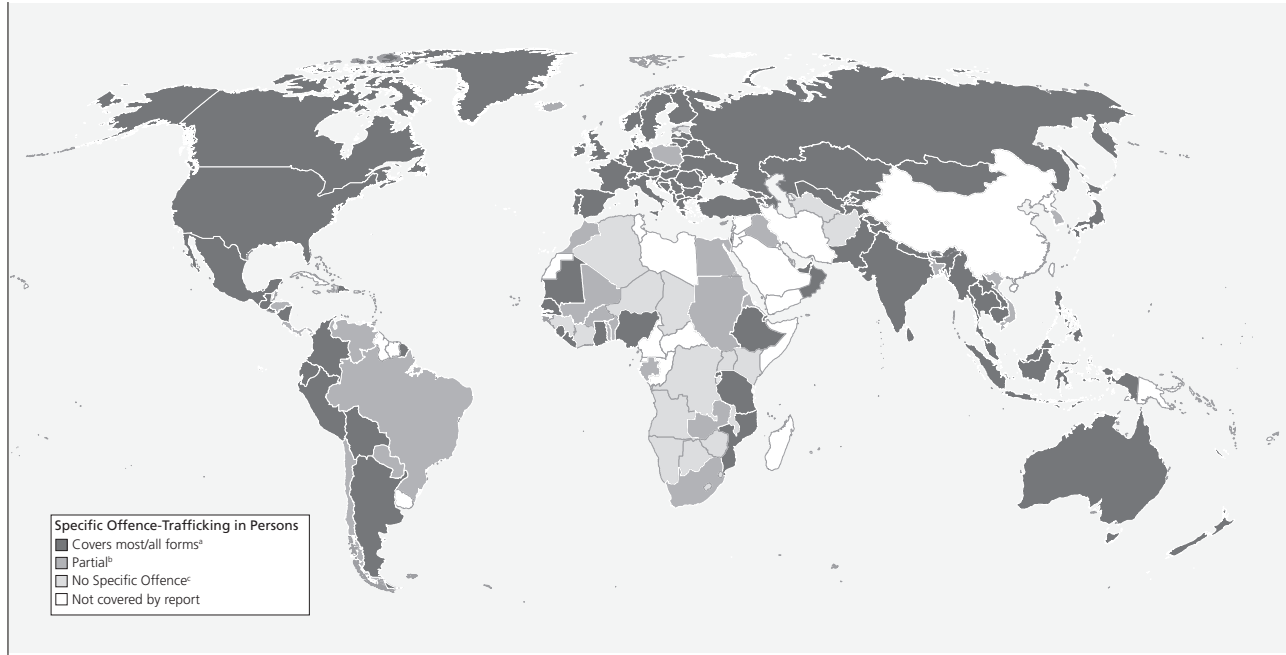 Specific Offence-Trafficking in Persons
Covers most/all formsᵃ
Partialᵇ
No Specific Offenceᶜ
Not covered by report